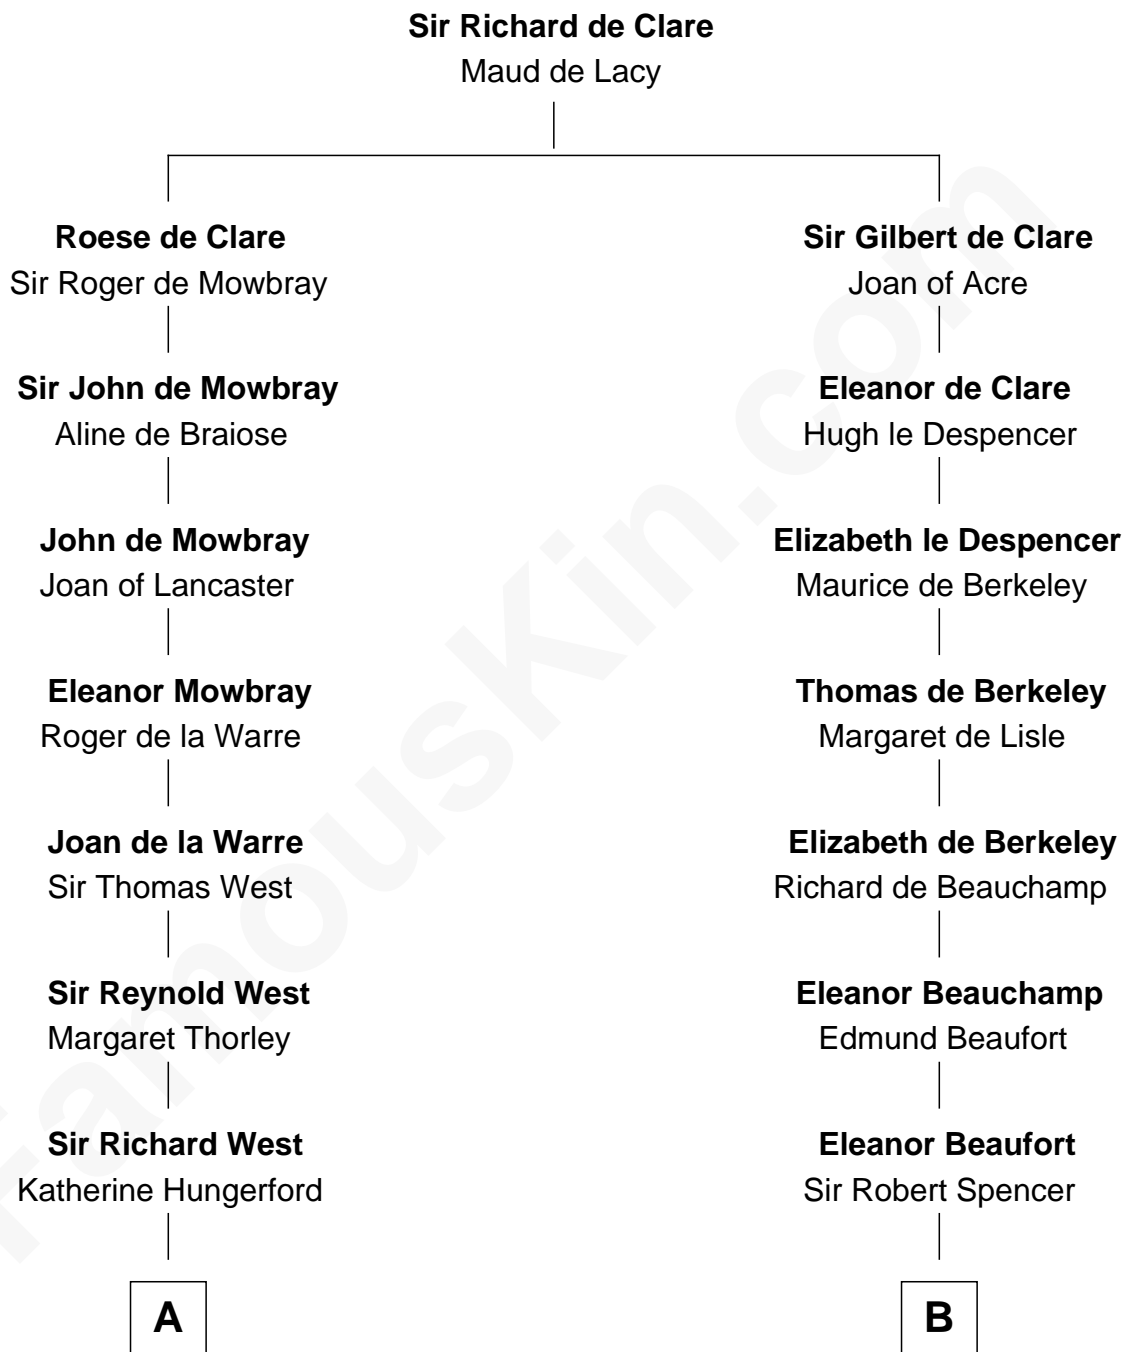 Sir Richard de Clare
Maud de Lacy
Roese de Clare
Sir Roger de Mowbray
Sir Gilbert de Clare
Joan of Acre
Sir John de Mowbray
Aline de Braiose
Eleanor de Clare
Hugh le Despencer
John de Mowbray
Joan of Lancaster
Elizabeth le Despencer
Maurice de Berkeley
Eleanor Mowbray
Roger de la Warre
Thomas de Berkeley
Margaret de Lisle
Joan de la Warre
Sir Thomas West
Elizabeth de Berkeley
Richard de Beauchamp
Sir Reynold West
Margaret Thorley
Eleanor Beauchamp
Edmund Beaufort
Sir Richard West
Katherine Hungerford
Eleanor Beaufort
Sir Robert Spencer
A
B
FamousKin.com